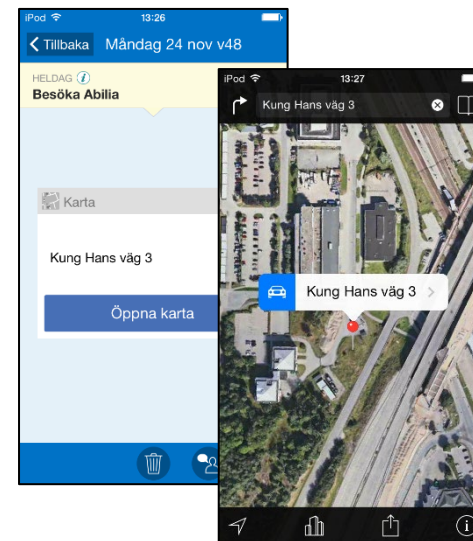 iPod 13:26
Tillbaka Måndag 24 nov v48
HELDAG i
Besöka Abilia
Karta
Kung Hans väg 3
Öppna karta
iPod 13:27
Kung Hans väg 3
Kung Hans väg 3